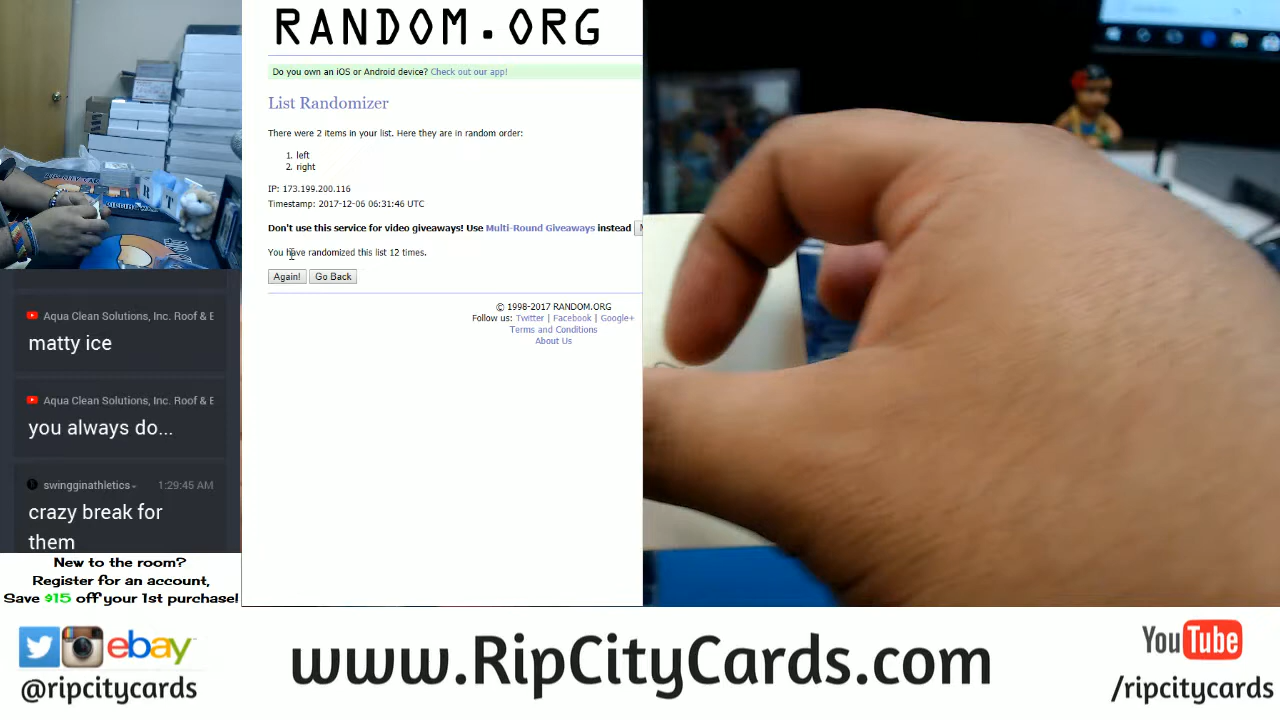 RANDOM.ORG
Do you own an iOS or Android device? Check out our app!
List Randomizer
There were 2 items in your list. Here they are in random order:
1. left
2. right
IP: 173.199.200.116
Timestamp: 2017-12-06 06:31:46 UTC
Don't use this service for video giveaways! Use Multi-Round Giveaways instead
You have randomized this list 12 times.
Again! Go Back
© 1998-2017 RANDOM.ORG
Follow us: Twitter | Facebook | Google+
Terms and Conditions
About Us
R T
Aqua Clean Solutions, Inc. Roof & E
matty ice
Aqua Clean Solutions, Inc. Roof & E
you always do...
swingginathletics 1:29:45 AM
crazy break for
them
New to the room?
Register for an account,
Save $15 off your 1st purchase!
ebay
@ripcitycards
www.RipCityCards.com
YouTube
/ripcitycards